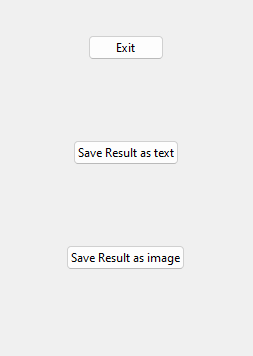 Exit
Save Result as text
Save Result as image